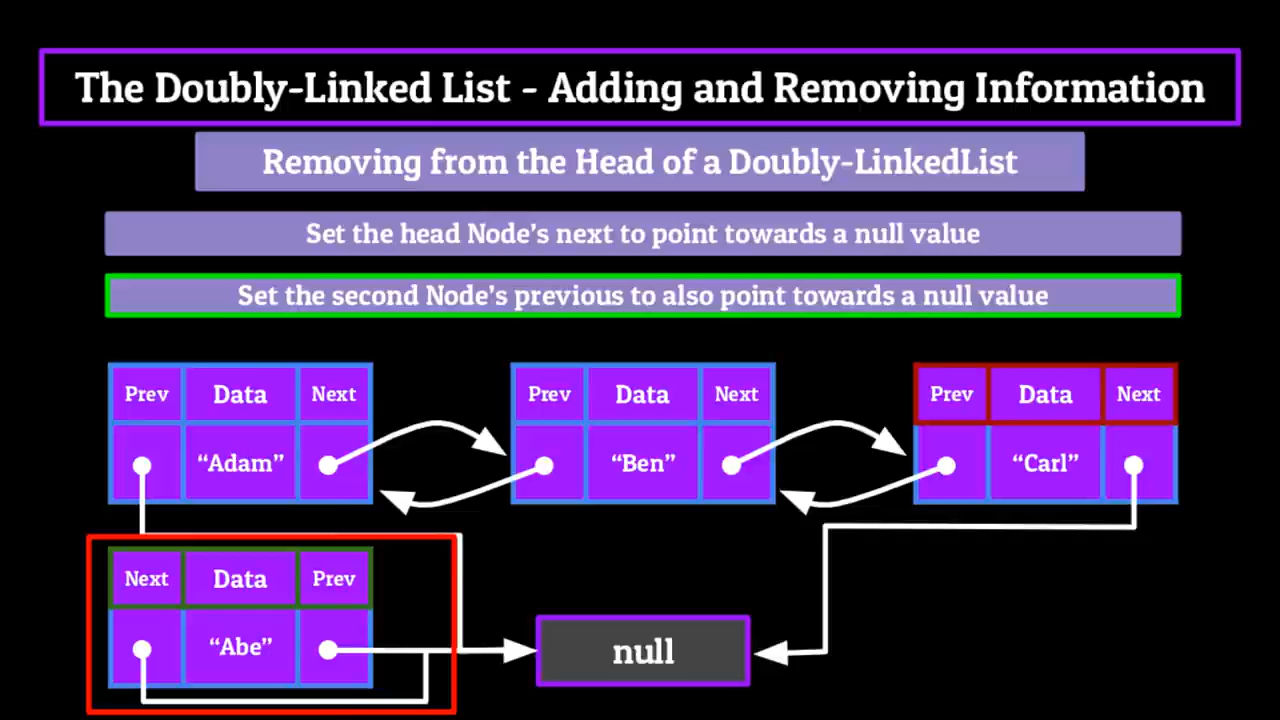 The Doubly-Linked List - Adding and Removing Information
Removing from the Head of a Doubly-LinkedList
Set the head Node's next to point towards a null value
Set the second Node's previous to also point towards a null value
Prev Data Next
“Adam”
Prev Data Next
“Ben”
Prev Data Next
“Carl”
Next Data Prev
“Abe”
null